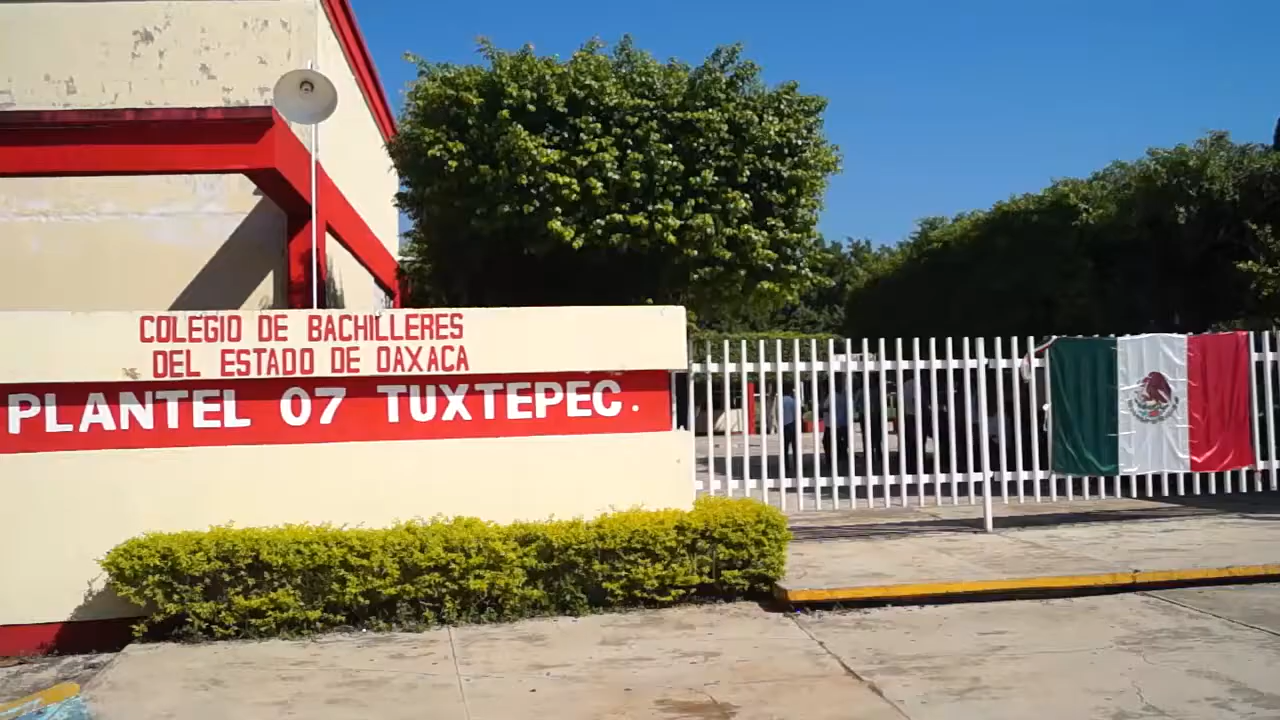 COLEGIO DE BACHILLERES
DEL ESTADO DE OAXACA
PLANTEL 07 TUXTEPEC.